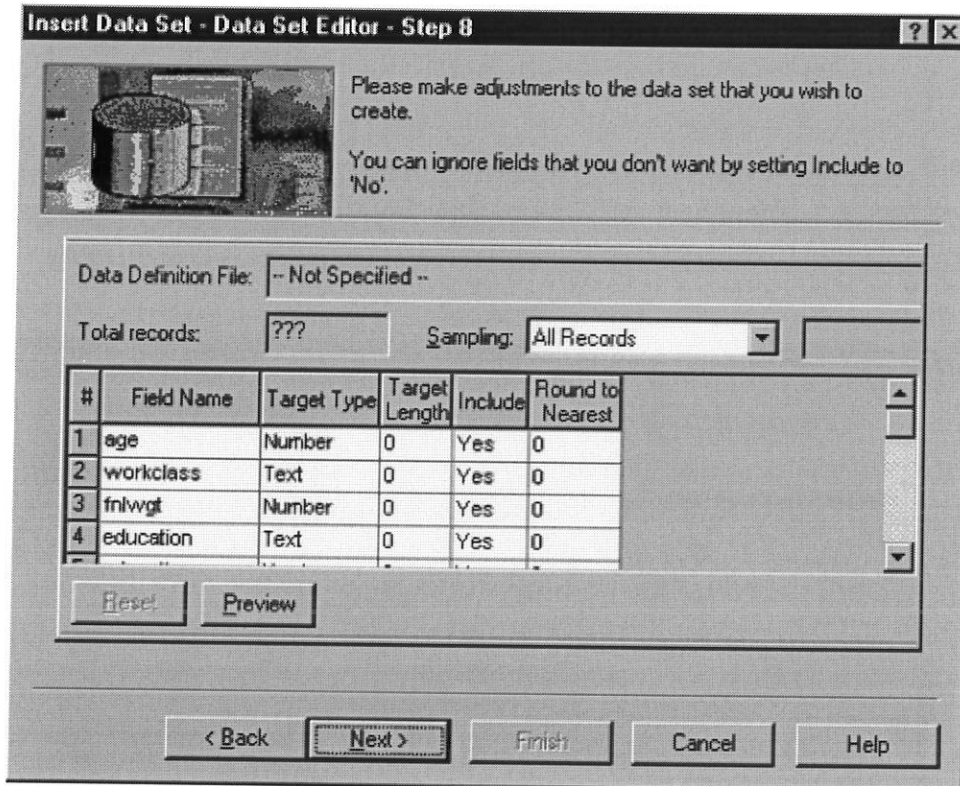 Insert Data Set - Data Set Editor - Step 8
? X
Please make adjustments to the data set that you wish to
create.
You can ignore fields that you don't want by setting Include to
'No'.
Data Definition File: -- Not Specified --
Total records: ??? Sampling: All Records
# Field Name Target Type Target Length Include Round to Nearest
1 age Number 0 Yes 0
2 workclass Text 0 Yes 0
3 fnlwgt Number 0 Yes 0
4 education Text 0 Yes 0
Reset Preview
< Back Next > Finish Cancel Help